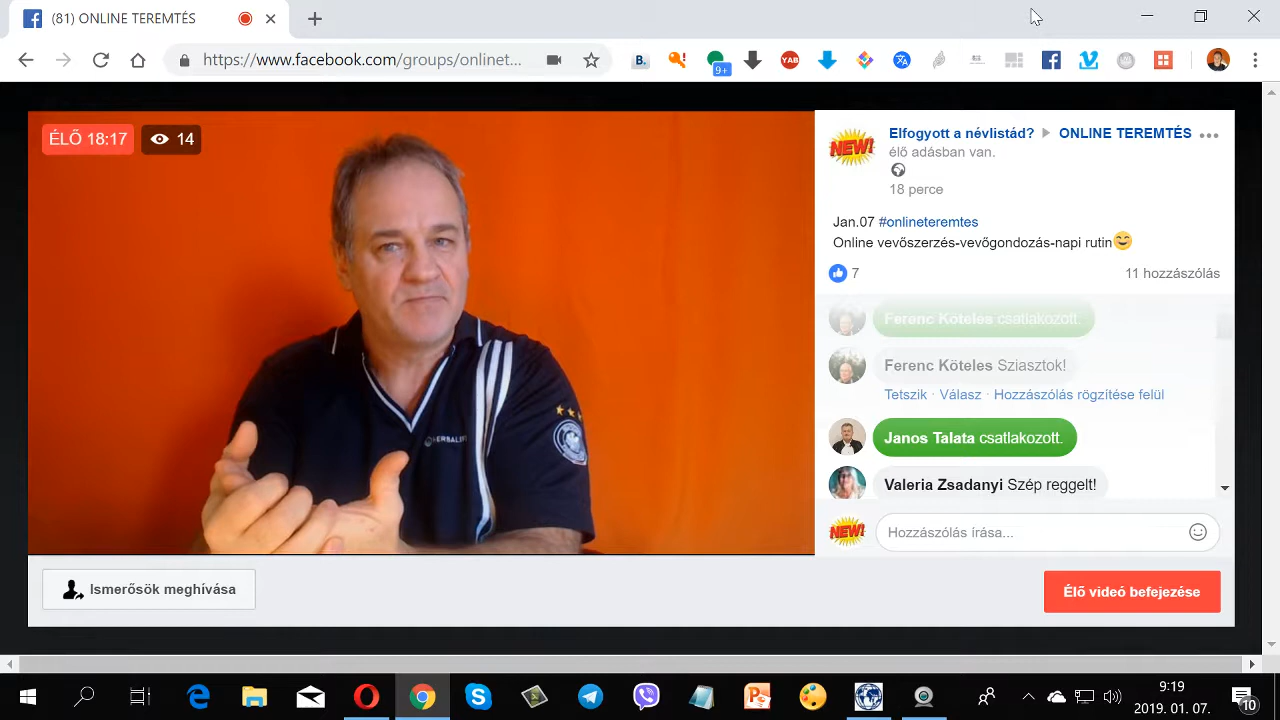 (81) ONLINE TEREMTÉS
https://www.facebook.com/groups/onlinet...
B.
9+
YAB
ÉLŐ 18:17
14
NEW!
Elfogyott a névlistád? ONLINE TEREMTÉS
élő adásban van.
18 perce
Jan.07 #onlineteremtes
Online vevőszerzés-vevőgondozás-napi rutin
7
11 hozzászólás
Ferenc Köteles csatlakozott.
Ferenc Köteles Sziasztok!
Tetszik · Válasz · Hozzászólás rögzítése felül
Janos Talata csatlakozott.
Valeria Zsadanyi Szép reggelt!
NEW!
Hozzászólás írása...
HERBALIFE
Ismerősök meghívása
Élő videó befejezése
9:19
2019. 01. 07.
10